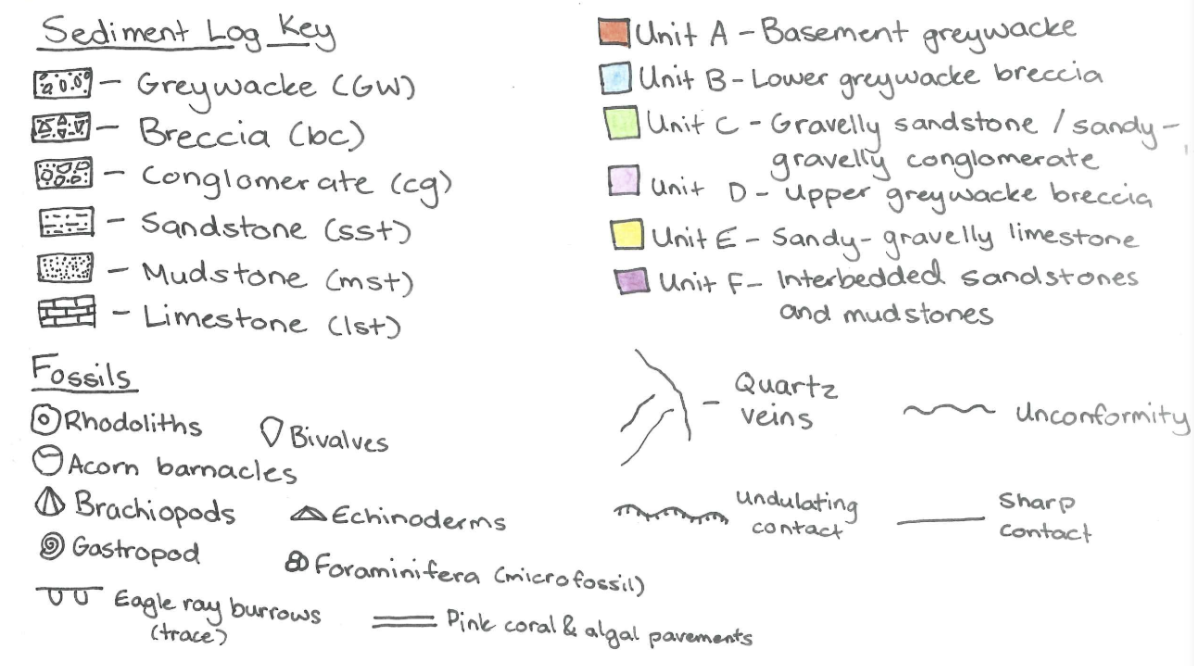 Sediment Log Key
– Greywacke (GW)
– Breccia (bc)
– Conglomerate (cg)
– Sandstone (sst)
– Mudstone (mst)
– Limestone (lst)
Fossils
Rhodoliths
Bivalves
Acorn barnacles
Brachiopods
Echinoderms
Gastropod
Foraminifera (microfossil)
Eagle ray burrows
(trace)
Pink coral & algal pavements
Unit A – Basement greywacke
Unit B – Lower greywacke breccia
Unit C – Gravelly sandstone / sandy-
gravelly conglomerate
Unit D – Upper greywacke breccia
Unit E – Sandy-gravelly limestone
Unit F – Interbedded sandstones
and mudstones
– Quartz
veins
Unconformity
Undulating
contact
Sharp
contact